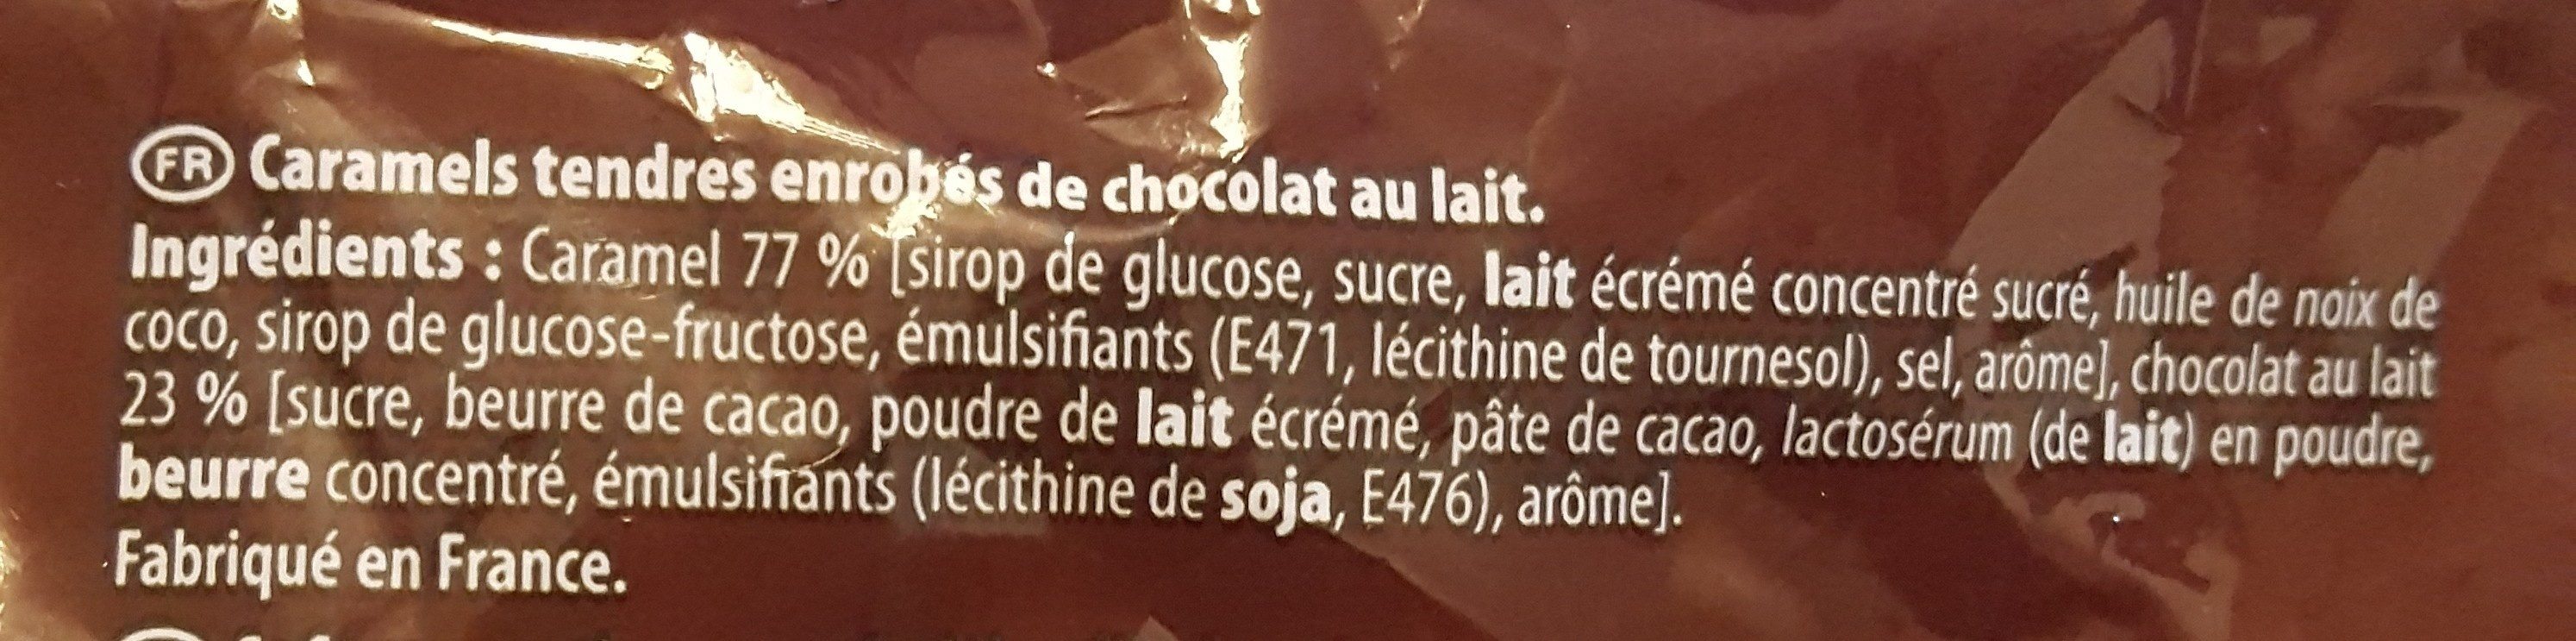 FR Caramels tendres enrobés de chocolat au lait.
Ingrédients : Caramel 77 % [sirop de glucose, sucre, lait écrémé concentré sucré, huile de noix de
coco, sirop de glucose-fructose, émulsifiants (E471, lécithine de tournesol), sel, arôme], chocolat au lait
23 % [sucre, beurre de cacao, poudre de lait écrémé, pâte de cacao, lactosérum (de lait) en poudre,
beurre concentré, émulsifiants (lécithine de soja, E476), arôme].
Fabriqué en France.